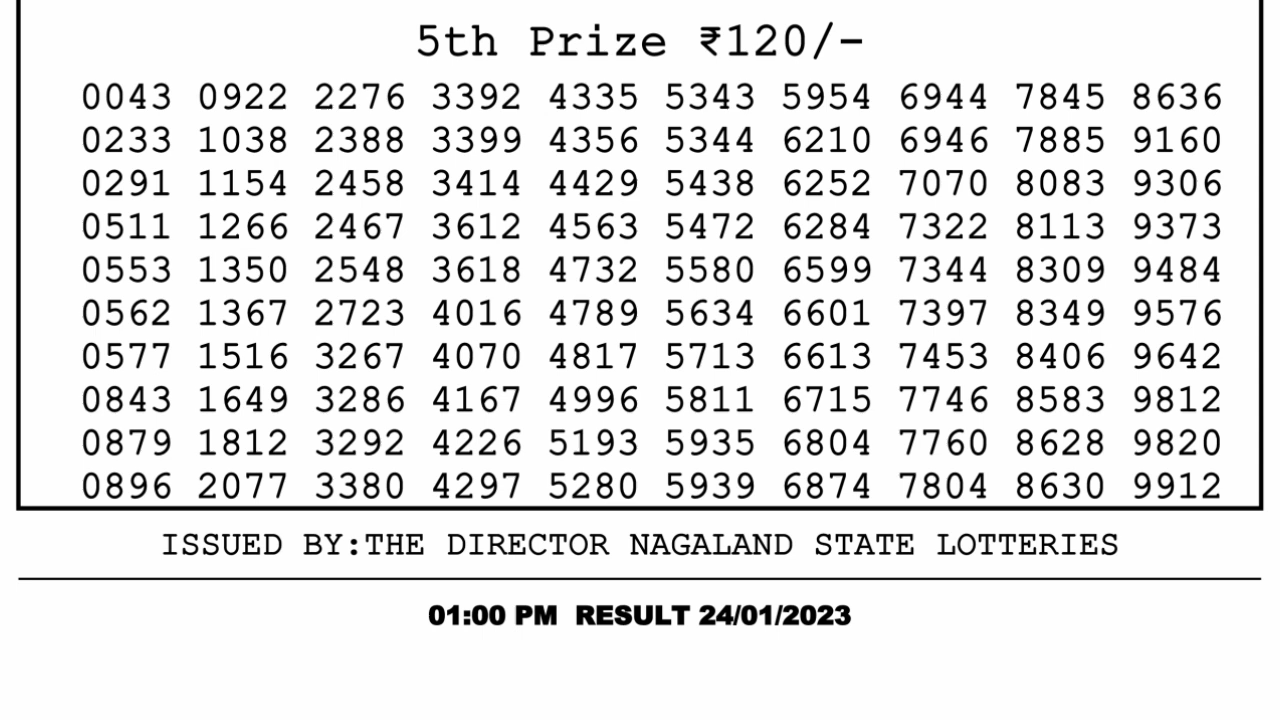 5th Prize ₹120/-
0043 0922 2276 3392 4335 5343 5954 6944 7845 8636
0233 1038 2388 3399 4356 5344 6210 6946 7885 9160
0291 1154 2458 3414 4429 5438 6252 7070 8083 9306
0511 1266 2467 3612 4563 5472 6284 7322 8113 9373
0553 1350 2548 3618 4732 5580 6599 7344 8309 9484
0562 1367 2723 4016 4789 5634 6601 7397 8349 9576
0577 1516 3267 4070 4817 5713 6613 7453 8406 9642
0843 1649 3286 4167 4996 5811 6715 7746 8583 9812
0879 1812 3292 4226 5193 5935 6804 7760 8628 9820
0896 2077 3380 4297 5280 5939 6874 7804 8630 9912
ISSUED BY:THE DIRECTOR NAGALAND STATE LOTTERIES
01:00 PM RESULT 24/01/2023